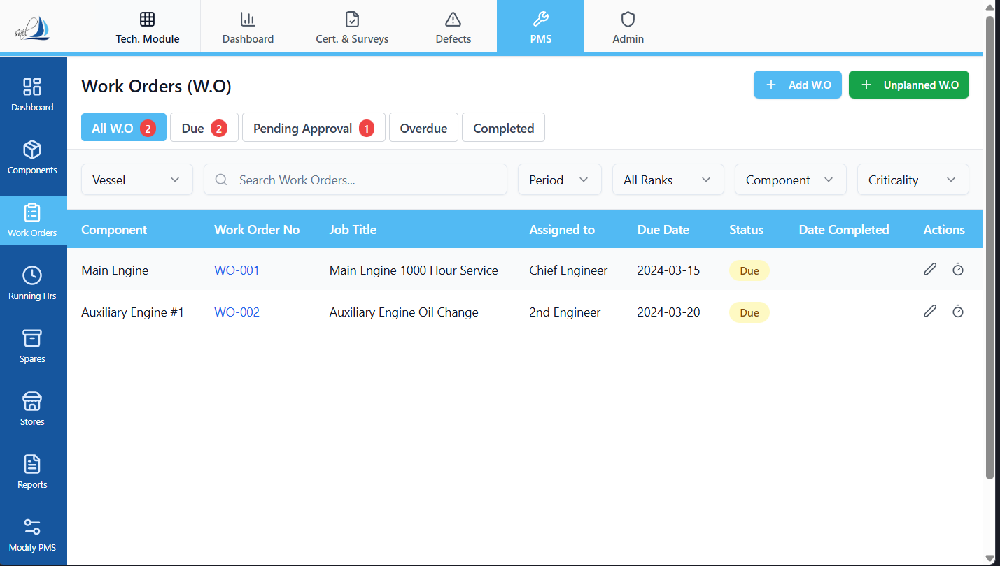 sail
Tech. Module
Dashboard
Cert. & Surveys
Defects
PMS
Admin
Dashboard
Components
Work Orders
Running Hrs
Spares
Stores
Reports
Modify PMS
Work Orders (W.O)
+ Add W.O
+ Unplanned W.O
All W.O 2
Due 2
Pending Approval 1
Overdue
Completed
Vessel
Search Work Orders...
Period
All Ranks
Component
Criticality
Component Work Order No Job Title Assigned to Due Date Status Date Completed Actions
Main Engine WO-001 Main Engine 1000 Hour Service Chief Engineer 2024-03-15 Due
Auxiliary Engine #1 WO-002 Auxiliary Engine Oil Change 2nd Engineer 2024-03-20 Due